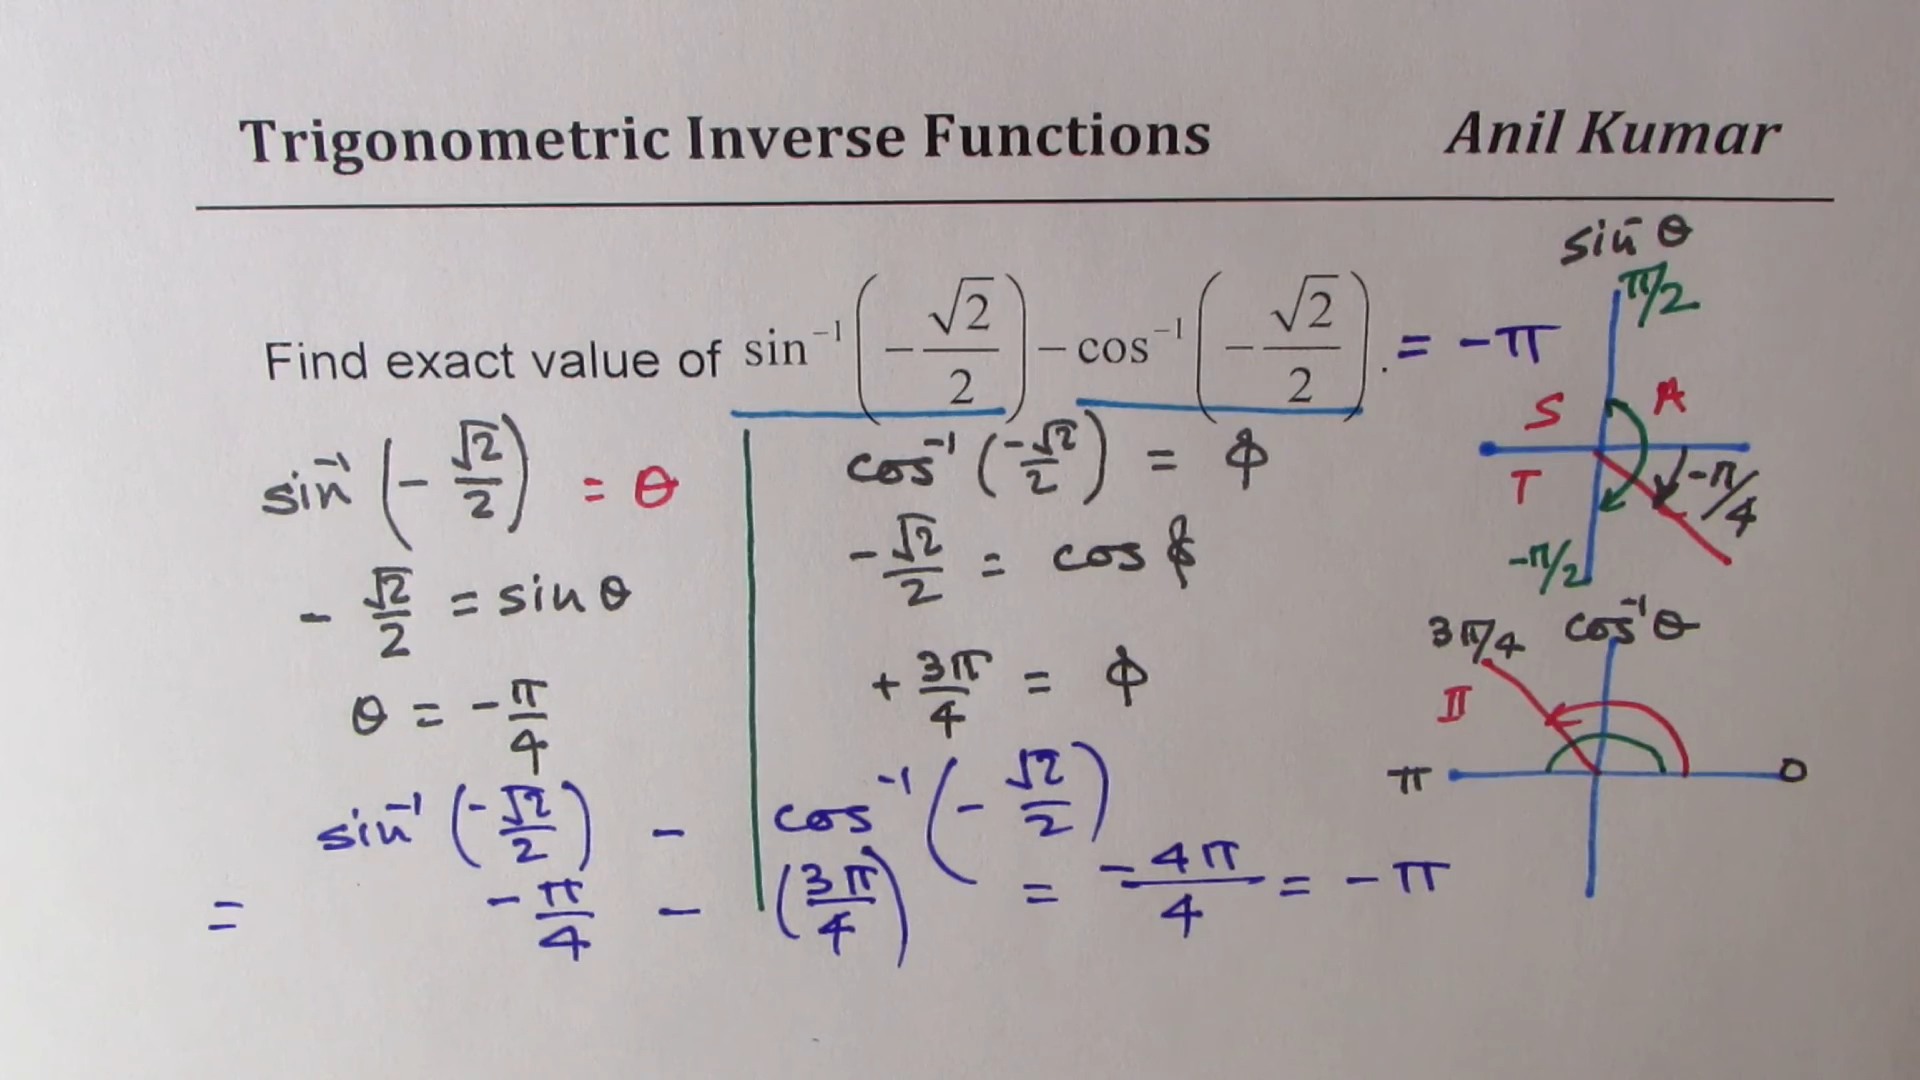 Trigonometric Inverse Functions Anil Kumar
Find exact value of sin⁻¹(-√2/2) - cos⁻¹(-√2/2). = -π
sin⁻¹(-√2/2) = θ
-√2/2 = sin θ
θ = -π/4
cos⁻¹(-√2/2) = ϕ
-√2/2 = cos ϕ
+ 3π/4 = ϕ
sin⁻¹(-√2/2) - cos⁻¹(-√2/2)
= -π/4 - (3π/4) = -4π/4 = -π
sin⁻ θ
π/2
S A
T -π/4
-π/2
cos⁻¹ θ
3π/4
II
π 0